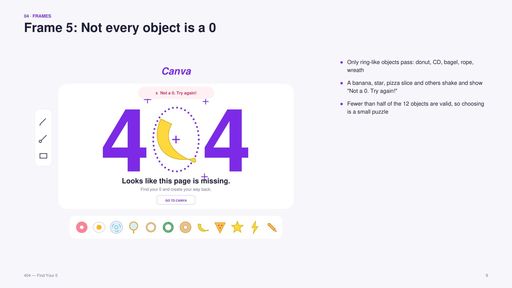 04 · FRAMES
Frame 5: Not every object is a 0
Canva
Not a 0. Try again!
4 4
Looks like this page is missing.
Find your 0 and create your way back.
GO TO CANVA
Only ring-like objects pass: donut, CD, bagel, rope,
wreath
A banana, star, pizza slice and others shake and show
"Not a 0. Try again!"
Fewer than half of the 12 objects are valid, so choosing
is a small puzzle
404 — Find Your 0